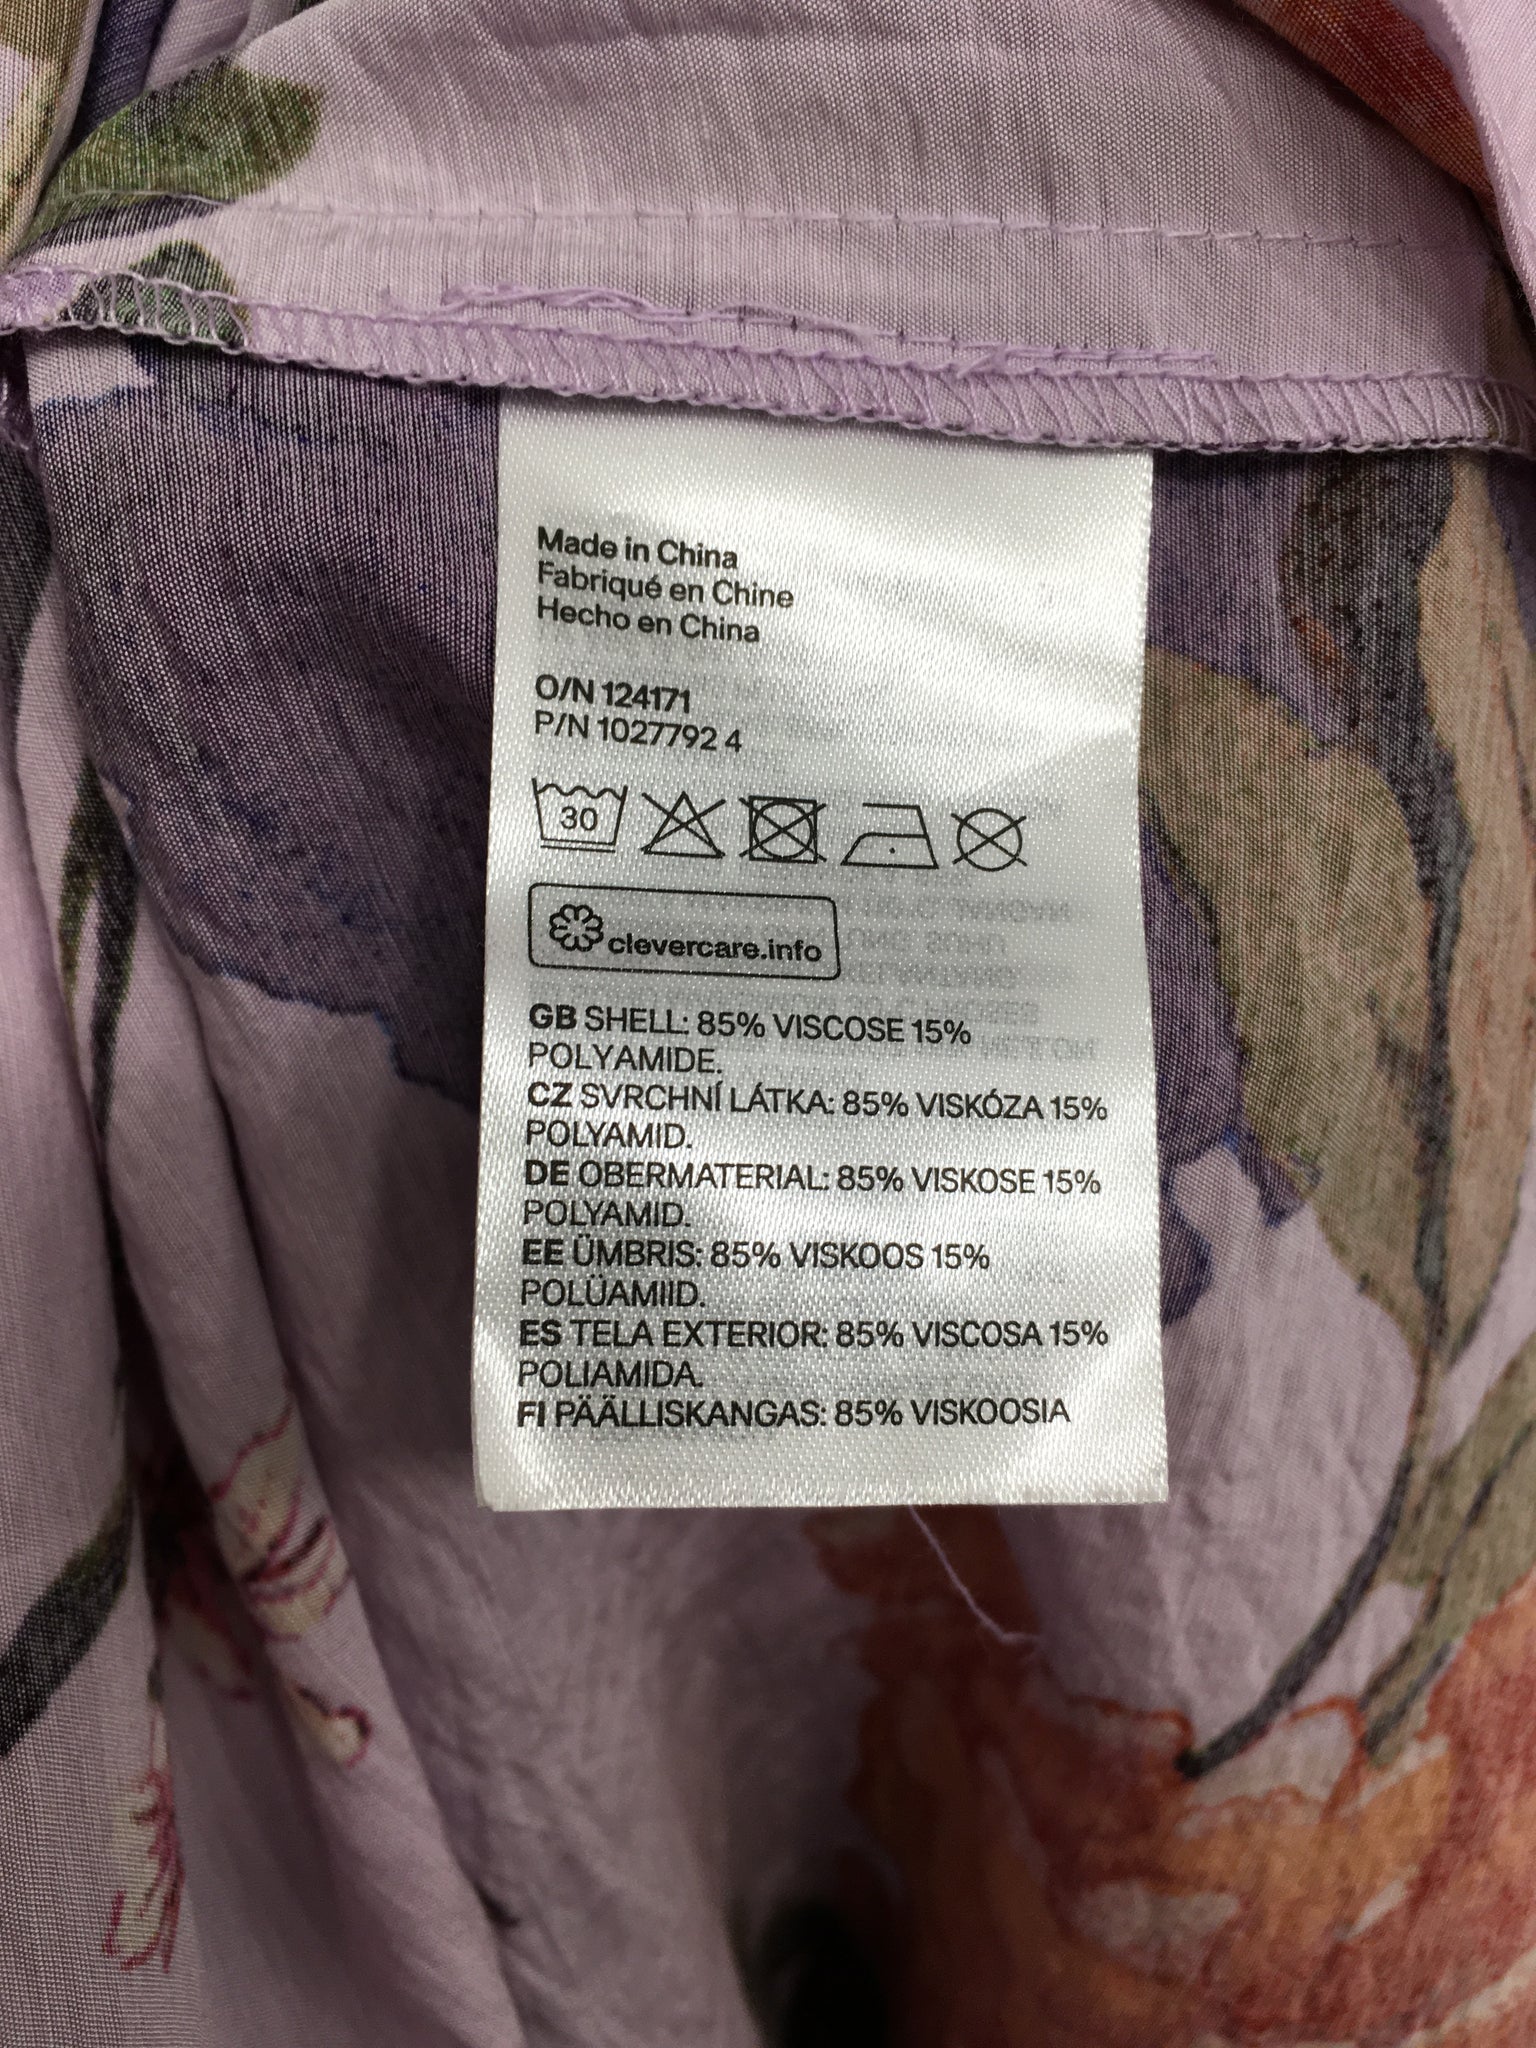 Made in China
Fabriqué en Chine
Hecho en China
O/N 124171
P/N 1027792 4
30
clevercare.info
GB SHELL: 85% VISCOSE 15%
POLYAMIDE.
CZ SVRCHNÍ LÁTKA: 85% VISKÓZA 15%
POLYAMID.
DE OBERMATERIAL: 85% VISKOSE 15%
POLYAMID.
EE ÜMBRIS: 85% VISKOOS 15%
POLÜAMIID.
ES TELA EXTERIOR: 85% VISCOSA 15%
POLIAMIDA.
FI PÄÄLLISKANGAS: 85% VISKOOSIA